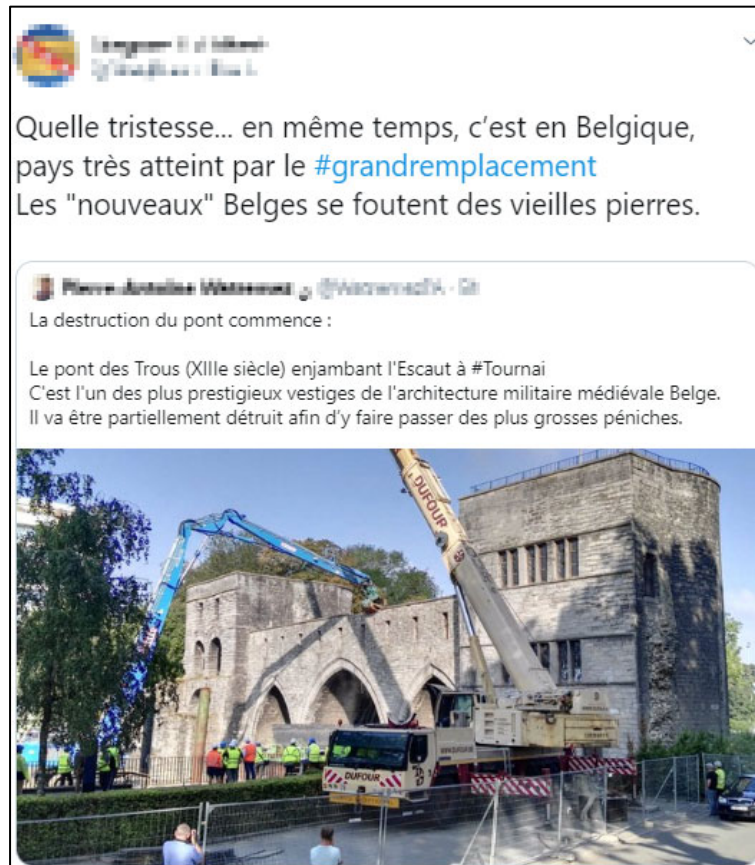 Quelle tristesse... en même temps, c'est en Belgique,
pays très atteint par le #grandremplacement
Les "nouveaux" Belges se foutent des vieilles pierres.
La destruction du pont commence :
Le pont des Trous (XIIIe siècle) enjambant l'Escaut à #Tournai
C'est l'un des plus prestigieux vestiges de l'architecture militaire médiévale Belge.
Il va être partiellement détruit afin d'y faire passer des plus grosses péniches.
DUFOUR
DUFOUR